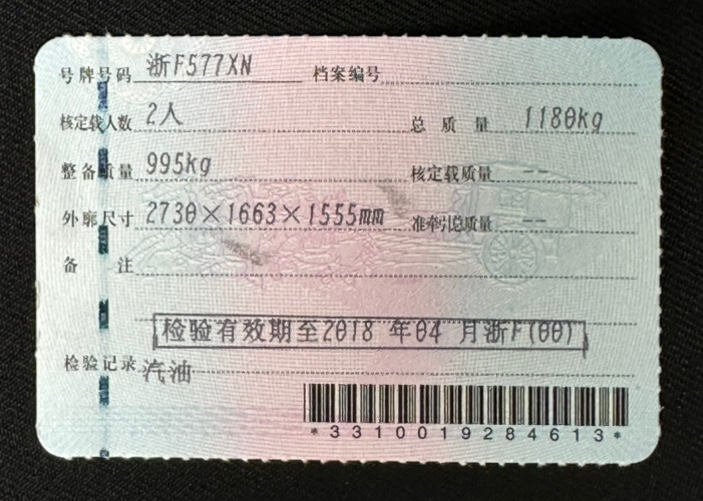 号牌号码 浙F577XN 档案编号
核定载人数 2人 总质量 1180kg
整备质量 995kg 核定载质量 --
外廓尺寸 2730×1663×1555mm 准牵引总质量 --
备注
检验有效期至2018 年04 月浙F(00)
检验记录 汽油
*3310019284613*